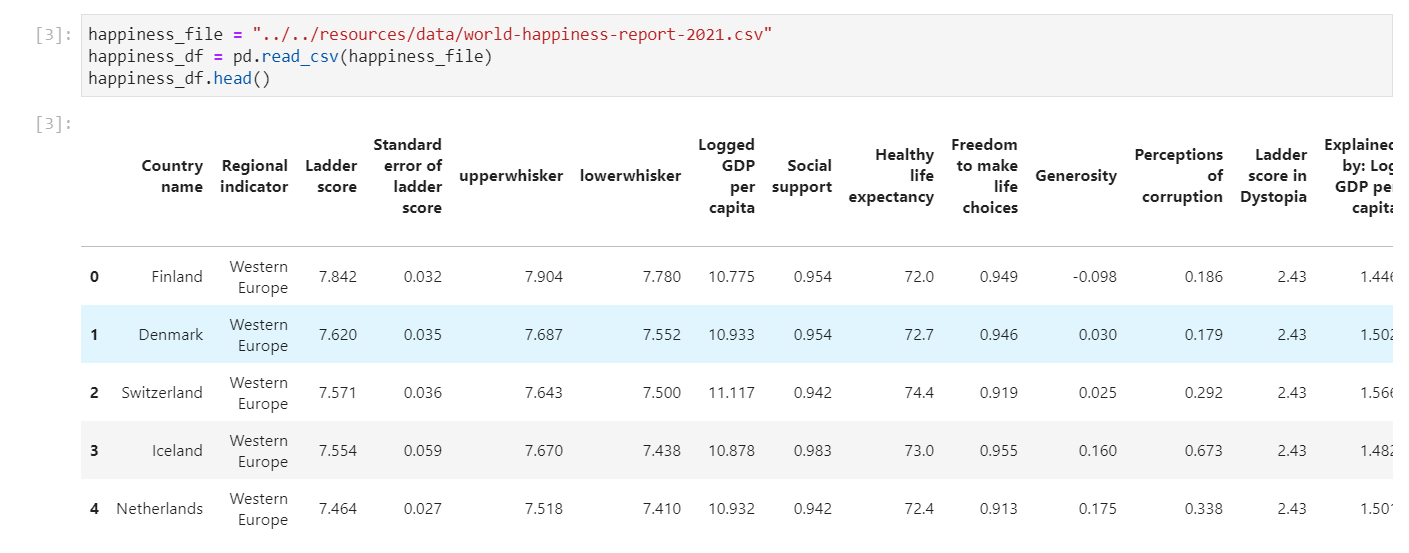 [3]: happiness_file = "../../resources/data/world-happiness-report-2021.csv"
happiness_df = pd.read_csv(happiness_file)
happiness_df.head()
[3]:
Country name Regional indicator Ladder score Standard error of ladder score upperwhisker lowerwhisker Logged GDP per capita Social support Healthy life expectancy Freedom to make life choices Generosity Perceptions of corruption Ladder score in Dystopia Explained by: Log GDP per capita
0 Finland Western Europe 7.842 0.032 7.904 7.780 10.775 0.954 72.0 0.949 -0.098 0.186 2.43 1.446
1 Denmark Western Europe 7.620 0.035 7.687 7.552 10.933 0.954 72.7 0.946 0.030 0.179 2.43 1.502
2 Switzerland Western Europe 7.571 0.036 7.643 7.500 11.117 0.942 74.4 0.919 0.025 0.292 2.43 1.566
3 Iceland Western Europe 7.554 0.059 7.670 7.438 10.878 0.983 73.0 0.955 0.160 0.673 2.43 1.482
4 Netherlands Western Europe 7.464 0.027 7.518 7.410 10.932 0.942 72.4 0.913 0.175 0.338 2.43 1.501